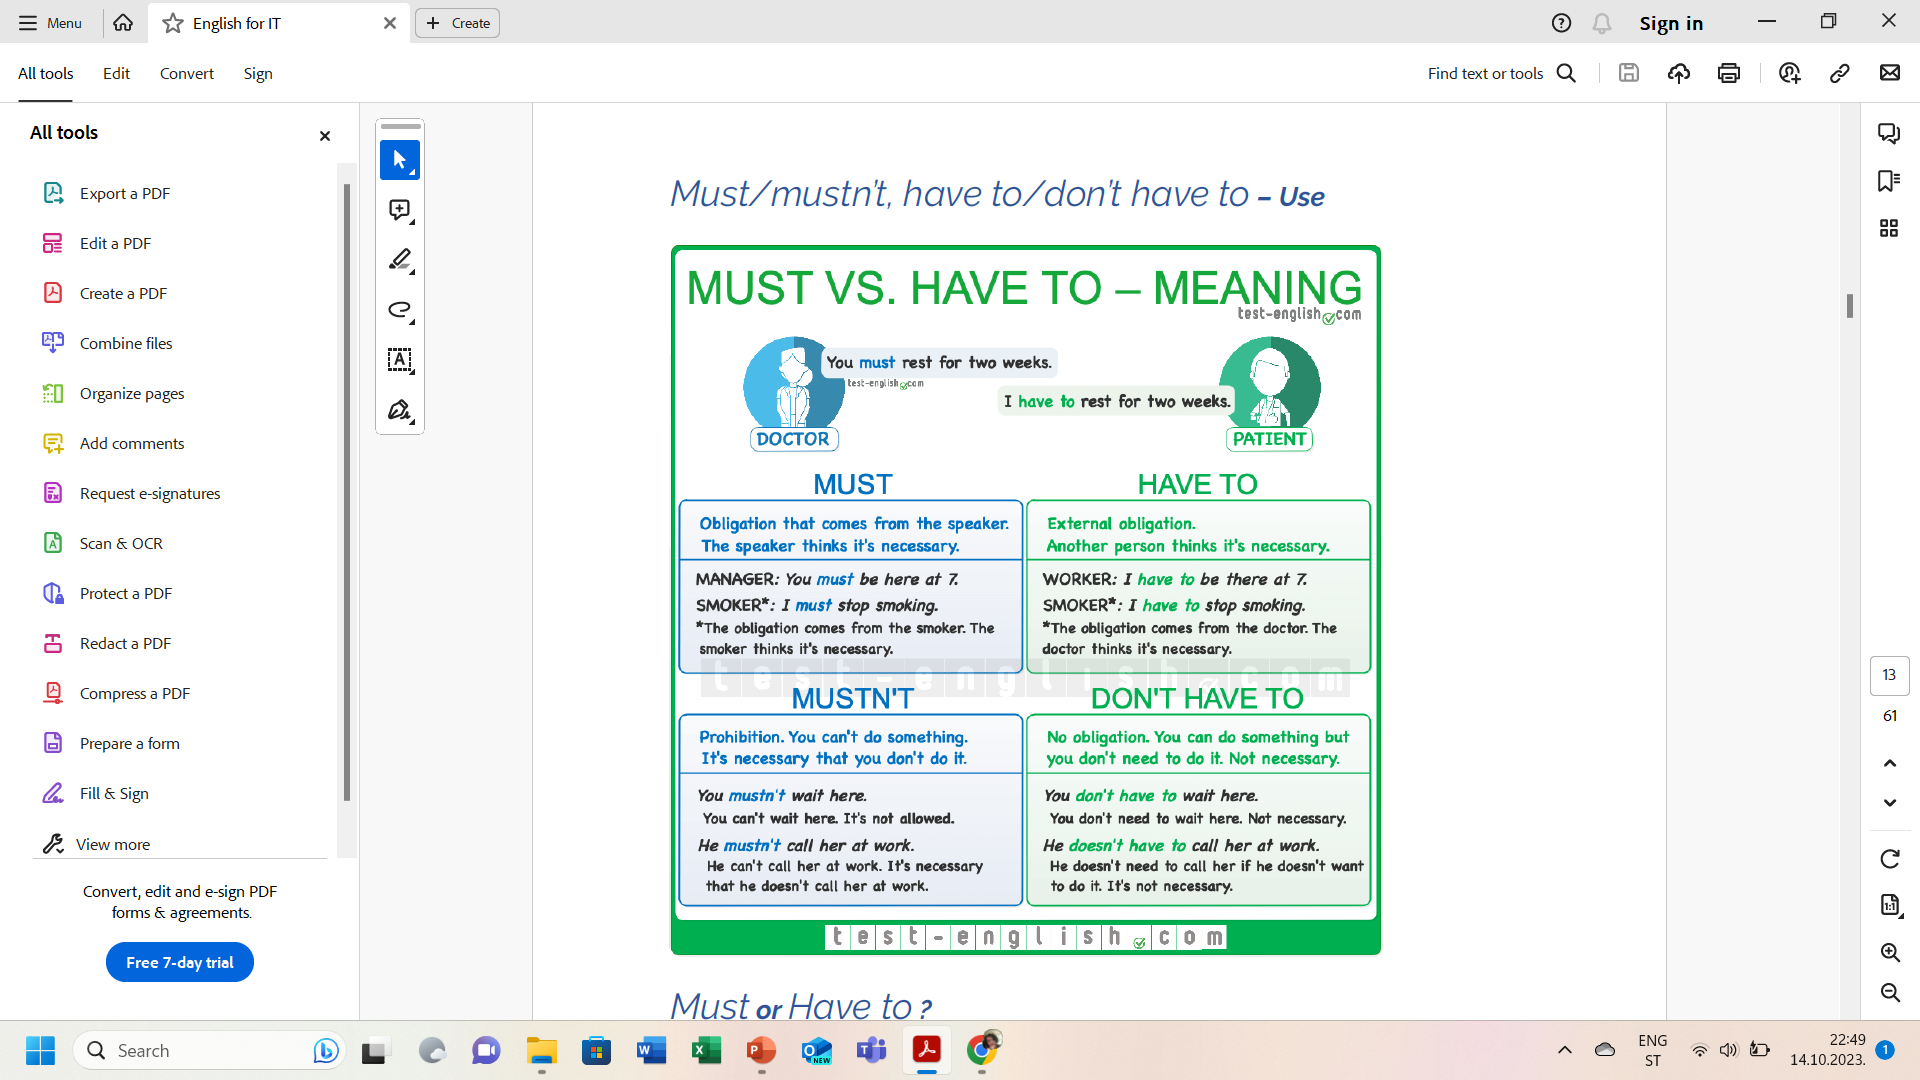 Menu
English for IT
Create
Sign in
All tools
Edit
Convert
Sign
Find text or tools
All tools
Export a PDF
Edit a PDF
Create a PDF
Combine files
Organize pages
Add comments
Request e-signatures
Scan & OCR
Protect a PDF
Redact a PDF
Compress a PDF
Prepare a form
Fill & Sign
View more
Convert, edit and e-sign PDF
forms & agreements.
Free 7-day trial
Must/mustn't, have to/don't have to – Use
MUST VS. HAVE TO – MEANING
test-english.com
You must rest for two weeks.
test-english.com
I have to rest for two weeks.
DOCTOR
PATIENT
MUST
Obligation that comes from the speaker.
The speaker thinks it's necessary.
MANAGER: You must be here at 7.
SMOKER*: I must stop smoking.
*The obligation comes from the smoker. The
smoker thinks it's necessary.
HAVE TO
External obligation.
Another person thinks it's necessary.
WORKER: I have to be there at 7.
SMOKER*: I have to stop smoking.
*The obligation comes from the doctor. The
doctor thinks it's necessary.
test-english.com
MUSTN'T
Prohibition. You can't do something.
It's necessary that you don't do it.
You mustn't wait here.
You can't wait here. It's not allowed.
He mustn't call her at work.
He can't call her at work. It's necessary
that he doesn't call her at work.
DON'T HAVE TO
No obligation. You can do something but
you don't need to do it. Not necessary.
You don't have to wait here.
You don't need to wait here. Not necessary.
He doesn't have to call her at work.
He doesn't need to call her if he doesn't want
to do it. It's not necessary.
test-english.com
Must or Have to ?
13
61
1:1
Search
NEW
ENG
ST
22:49
14.10.2023.
1